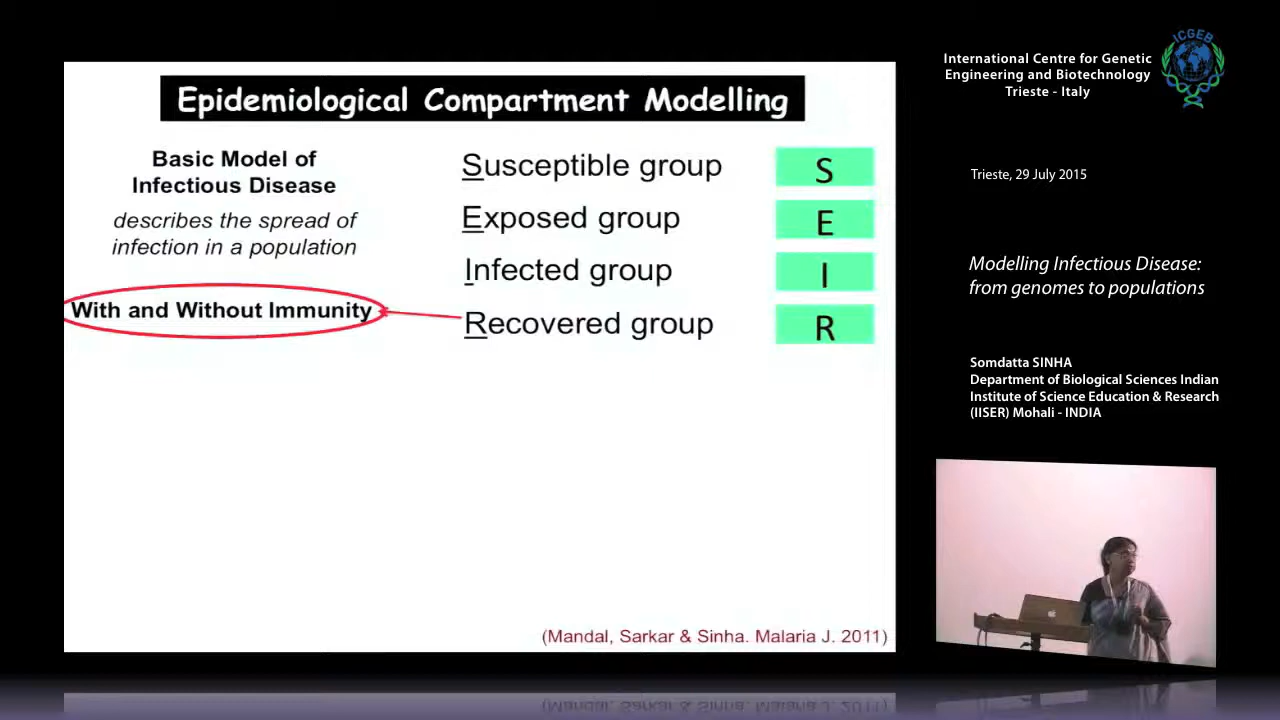 Epidemiological Compartment Modelling
Basic Model of
Infectious Disease
describes the spread of
infection in a population
With and Without Immunity
Susceptible group
S
Exposed group
E
Infected group
I
Recovered group
R
(Mandal, Sarkar & Sinha. Malaria J. 2011)
International Centre for Genetic
Engineering and Biotechnology
Trieste - Italy
ICGEB
Trieste, 29 July 2015
Modelling Infectious Disease:
from genomes to populations
Somdatta SINHA
Department of Biological Sciences Indian
Institute of Science Education & Research
(IISER) Mohali - INDIA